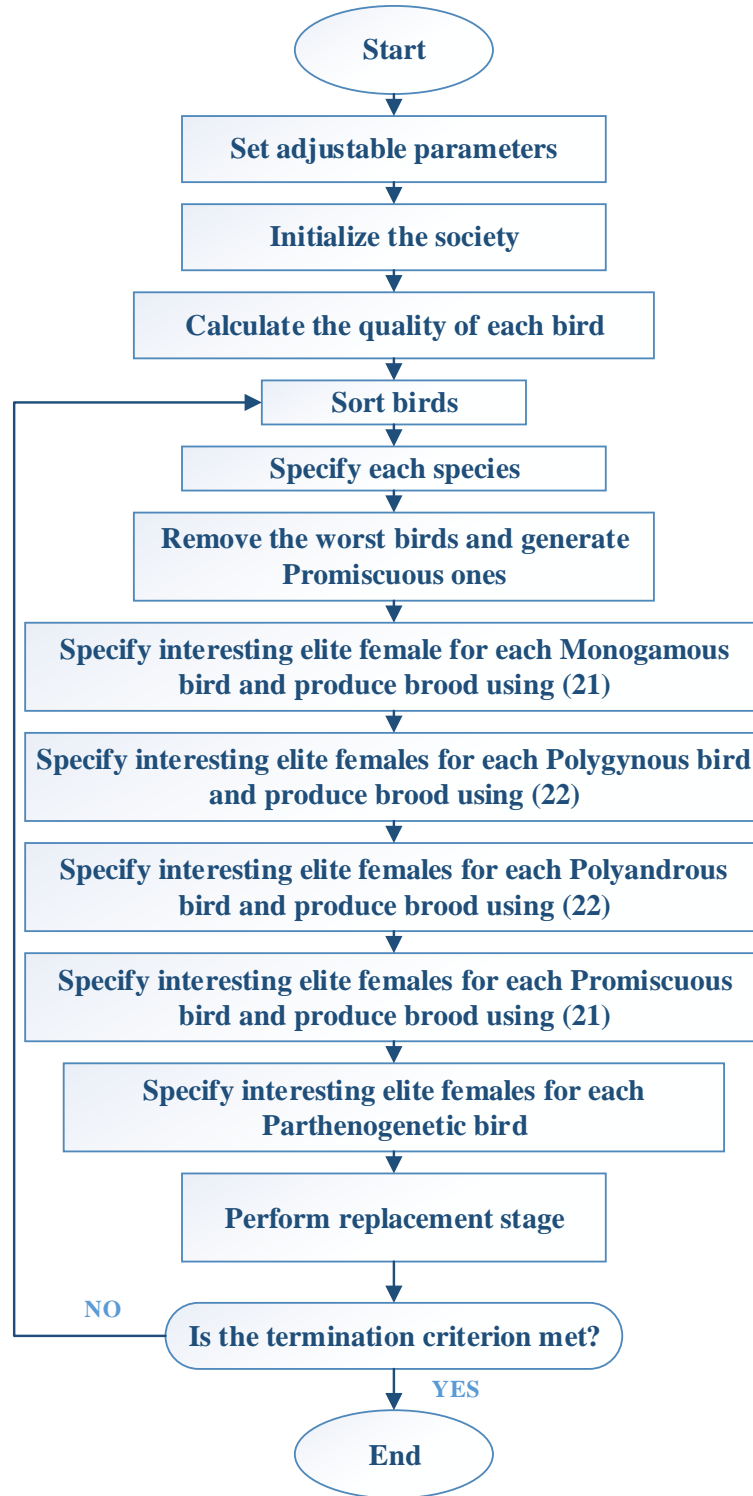 Start
Set adjustable parameters
Initialize the society
Calculate the quality of each bird
Sort birds
Specify each species
Remove the worst birds and generate
Promiscuous ones
Specify interesting elite female for each Monogamous
bird and produce brood using (21)
Specify interesting elite females for each Polygynous bird
and produce brood using (22)
Specify interesting elite females for each Polyandrous
bird and produce brood using (22)
Specify interesting elite females for each Promiscuous
bird and produce brood using (21)
Specify interesting elite females for each
Parthenogenetic bird
Perform replacement stage
NO
Is the termination criterion met?
YES
End